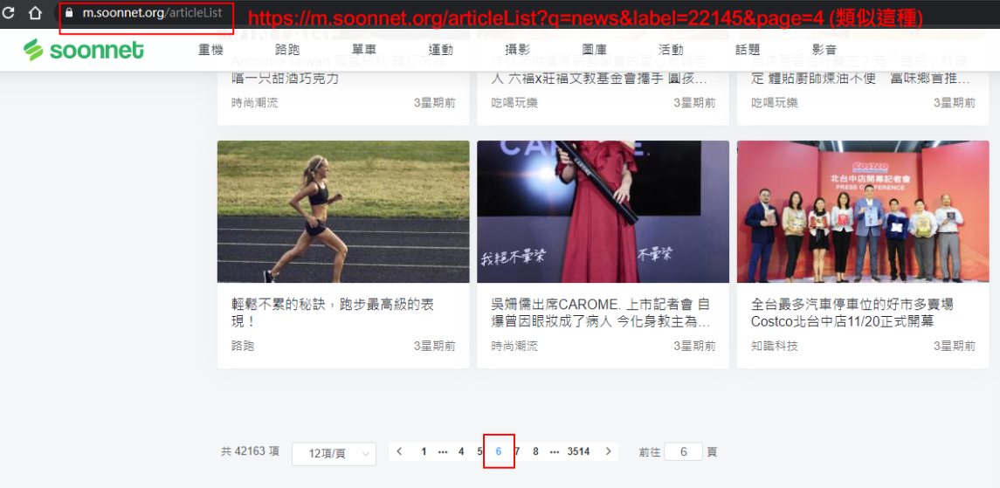 m.soonnet.org/articleList
https://m.soonnet.org/articleList?q=news&label=22145&page=4 (類似這種)
soonnet
重機 路跑 單車 運動 攝影 圖庫 活動 話題 影音
嚐一只甜酒巧克力
人 六福x莊福文教基金會攜手 圓孩…
定 體貼廚師煉油不便 富味鄉首推…
時尚潮流 3星期前
吃喝玩樂 3星期前
吃喝玩樂 3星期前
CAROME.
我絕不暈染
不暈染
Costco
北台中店開幕記者會
PRESS CONFERENCE
輕鬆不累的秘訣，跑步最高級的表
現！
路跑 3星期前
吳姍儒出席CAROME. 上市記者會 自
爆曾因眼妝成了病人 今化身教主為…
時尚潮流 3星期前
全台最多汽車停車位的好市多賣場
Costco北台中店11/20正式開幕
知識科技 3星期前
共 42163 項 12項/頁 1 ••• 4 5 6 7 8 ••• 3514 前往 6 頁